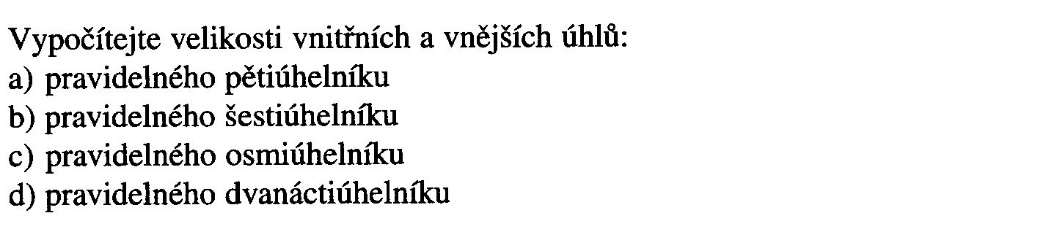 Vypočítejte velikosti vnitřních a vnějších úhlů:
a) pravidelného pětiúhelníku
b) pravidelného šestiúhelníku
c) pravidelného osmiúhelníku
d) pravidelného dvanáctiúhelníku